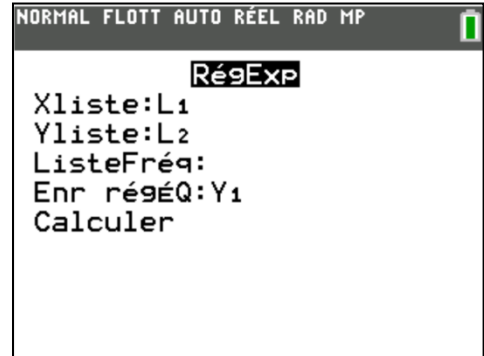 NORMAL FLOTT AUTO RÉEL RAD MP
RégExp
Xliste:L₁
Yliste:L₂
ListeFréq:
Enr régÉQ:Y₁
Calculer